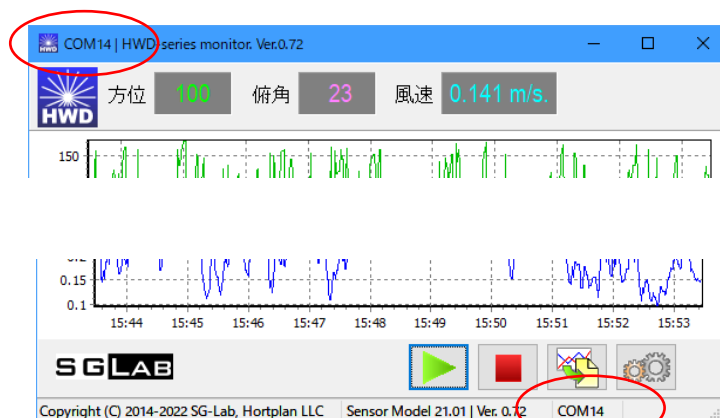 COM14 | HWD-series monitor. Ver.0.72
HWD
方位 100 俯角 23 風速 0.141 m/s.
HWD
150
0.15
0.1
15:44 15:45 15:46 15:47 15:48 15:49 15:50 15:51 15:52 15:53
SGLAB
Copyright (C) 2014-2022 SG-Lab, Hortplan LLC Sensor Model 21.01 | Ver. 0.72 COM14